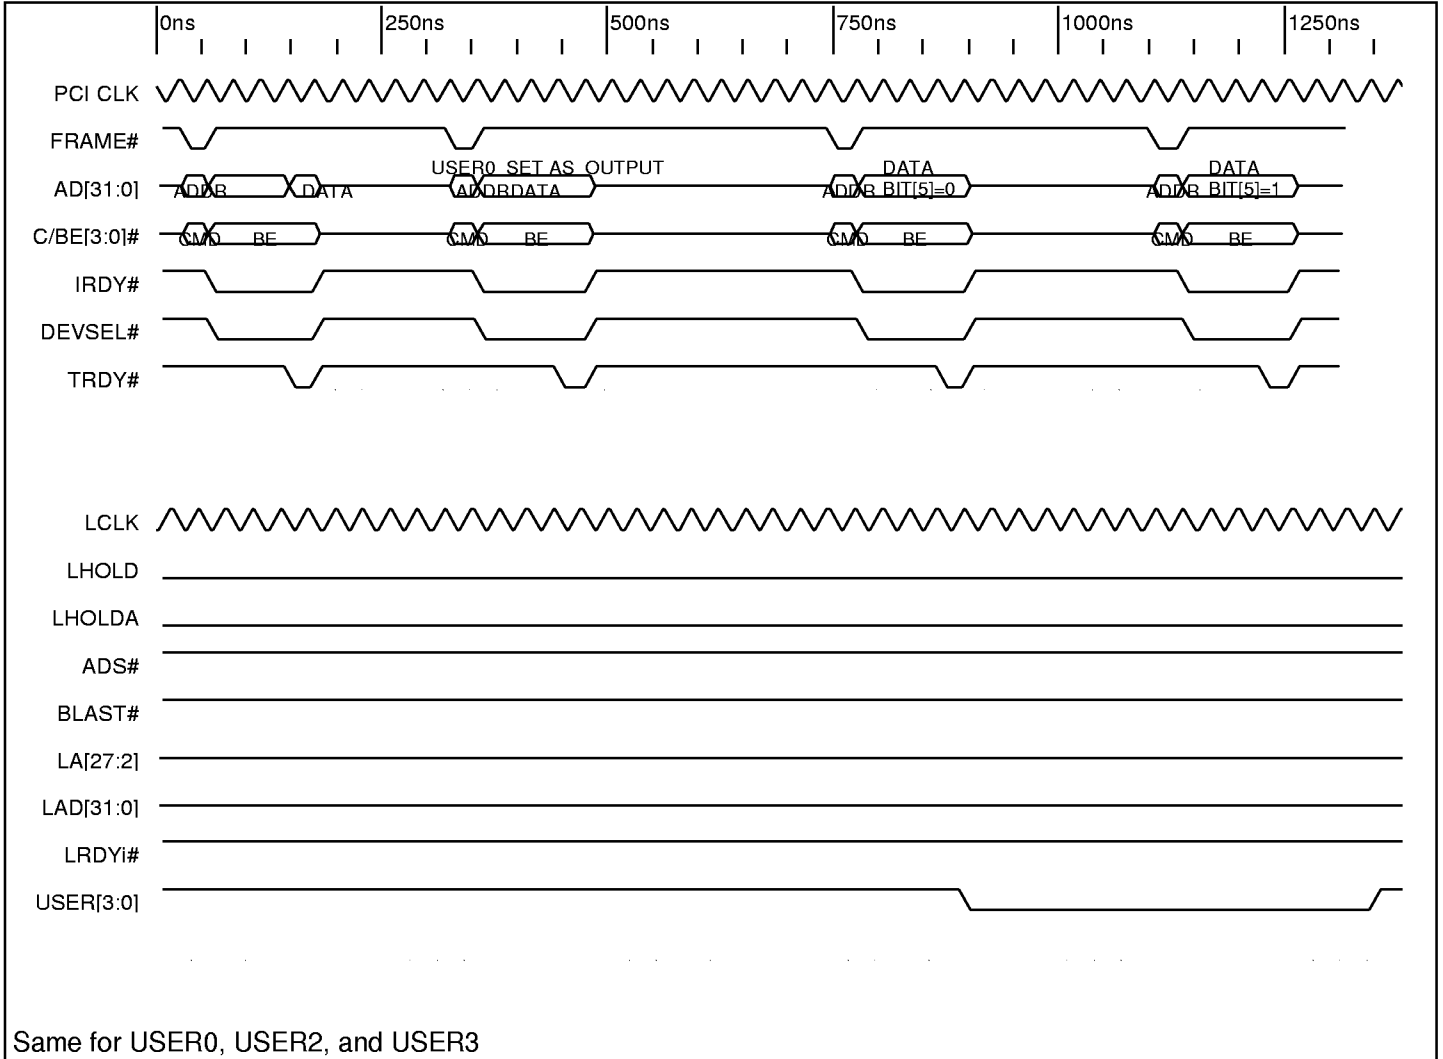 0ns 250ns 500ns 750ns 1000ns 1250ns
PCI CLK
FRAME#
USER0 SET AS OUTPUT DATA DATA
AD[31:0] ADDR DATA ADDR DATA ADDR BIT[5]=0 ADDR BIT[5]=1
C/BE[3:0]# CMD BE CMD BE CMD BE CMD BE
IRDY#
DEVSEL#
TRDY#
LCLK
LHOLD
LHOLDA
ADS#
BLAST#
LA[27:2]
LAD[31:0]
LRDYi#
USER[3:0]
Same for USER0, USER2, and USER3